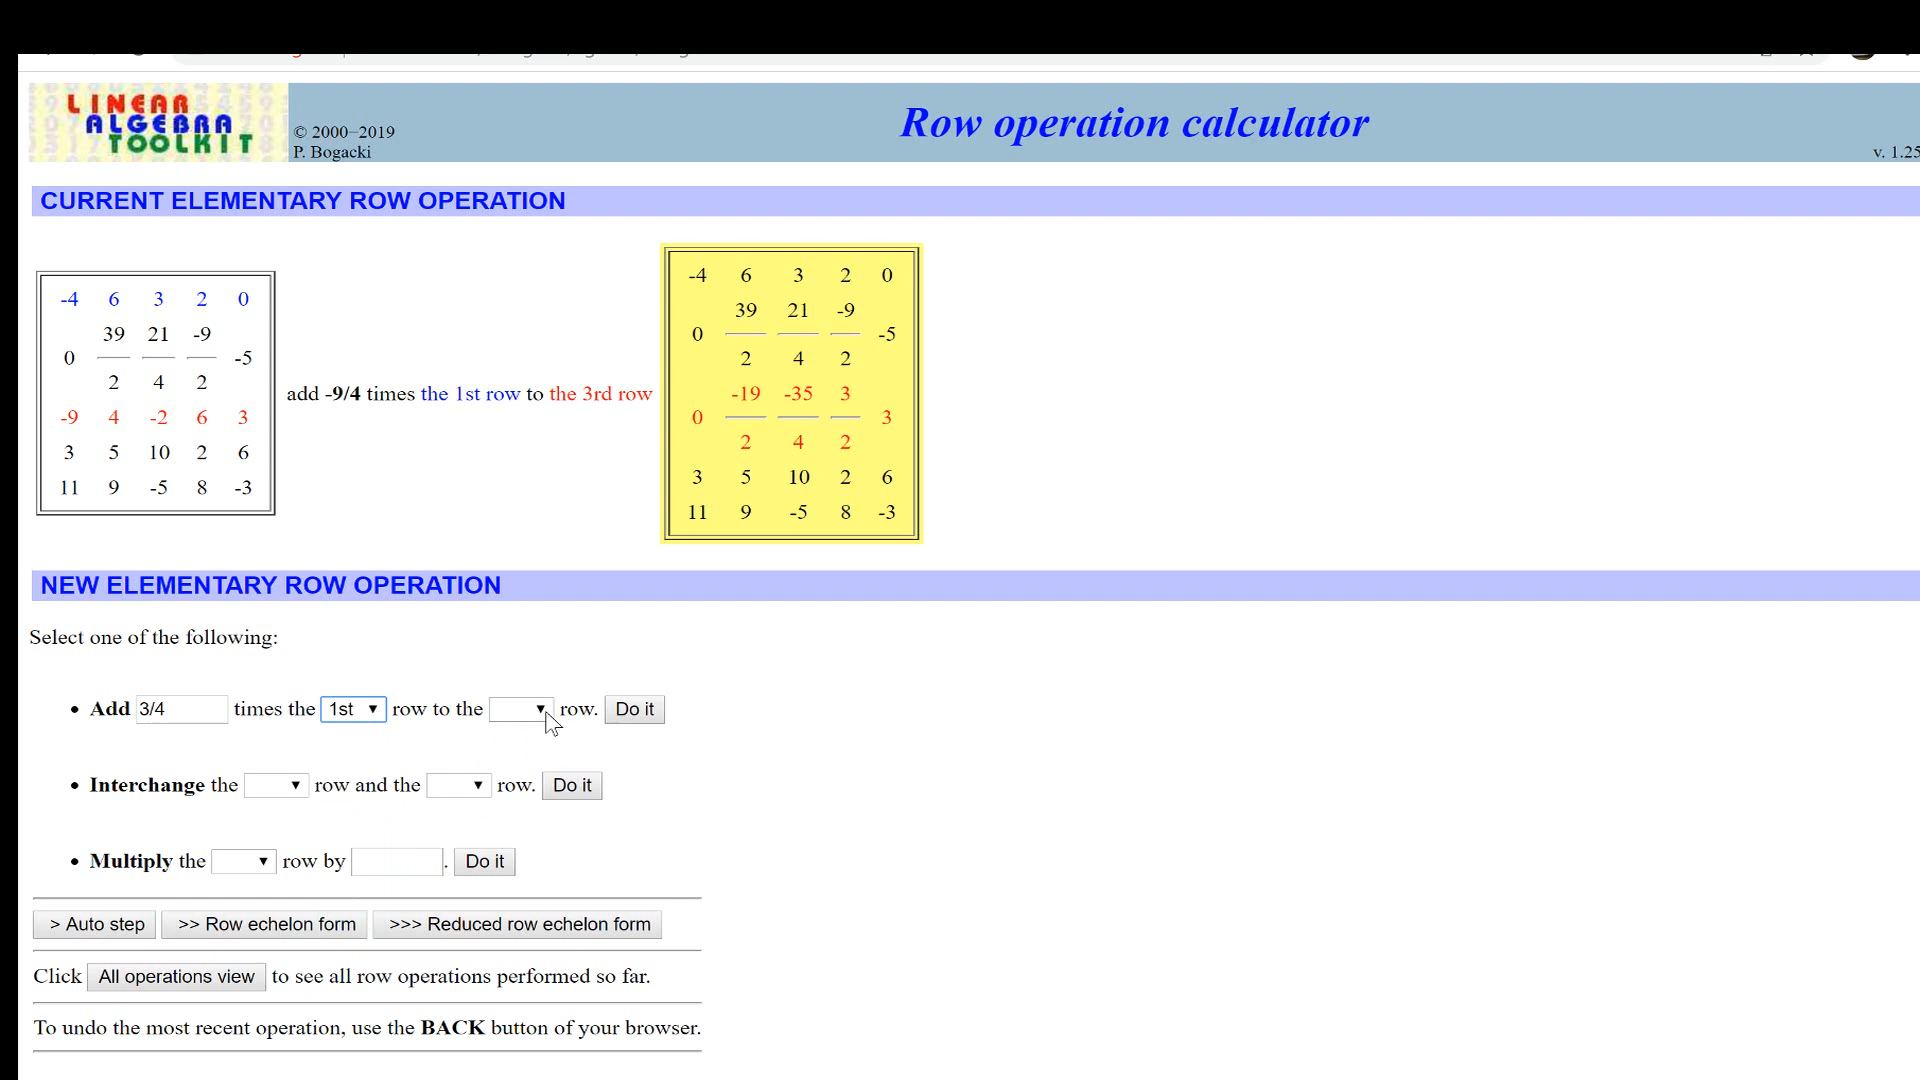 LINEAR
ALGEBRA
TOOLKIT
© 2000−2019
P. Bogacki
Row operation calculator
v. 1.25
CURRENT ELEMENTARY ROW OPERATION
-4 6 3 2 0
39 21 -9
0 -5
2 4 2
-9 4 -2 6 3
3 5 10 2 6
11 9 -5 8 -3
add -9/4 times the 1st row to the 3rd row
-4 6 3 2 0
39 21 -9
0 -5
2 4 2
-19 -35 3
0 3
2 4 2
3 5 10 2 6
11 9 -5 8 -3
NEW ELEMENTARY ROW OPERATION
Select one of the following:
• Add 3/4 times the 1st ▼ row to the ▼ row. Do it
• Interchange the ▼ row and the ▼ row. Do it
• Multiply the ▼ row by . Do it
> Auto step >> Row echelon form >>> Reduced row echelon form
Click All operations view to see all row operations performed so far.
To undo the most recent operation, use the BACK button of your browser.